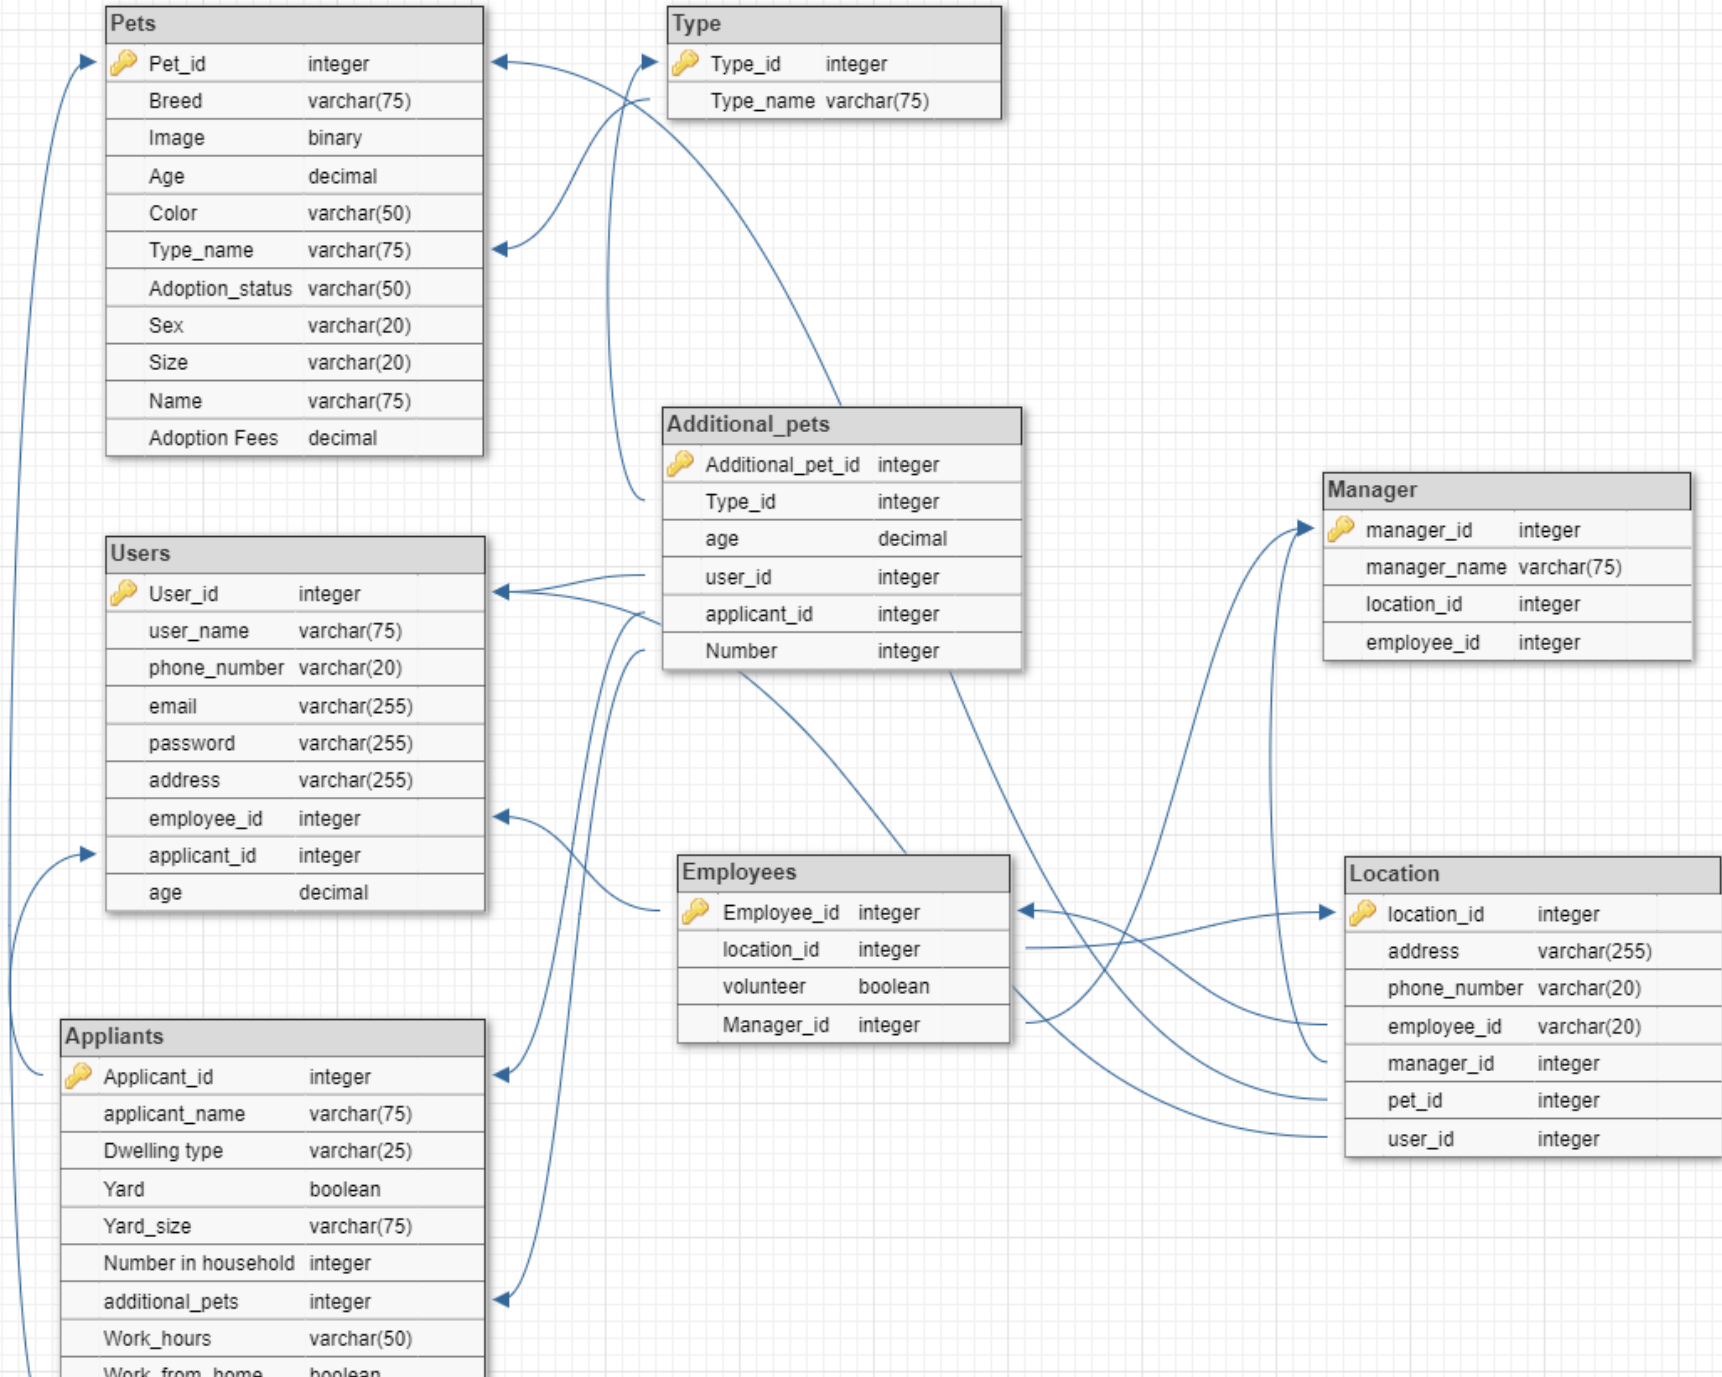 Pets
Pet_id integer
Breed varchar(75)
Image binary
Age decimal
Color varchar(50)
Type_name varchar(75)
Adoption_status varchar(50)
Sex varchar(20)
Size varchar(20)
Name varchar(75)
Adoption Fees decimal
Type
Type_id integer
Type_name varchar(75)
Additional_pets
Additional_pet_id integer
Type_id integer
age decimal
user_id integer
applicant_id integer
Number integer
Manager
manager_id integer
manager_name varchar(75)
location_id integer
employee_id integer
Users
User_id integer
user_name varchar(75)
phone_number varchar(20)
email varchar(255)
password varchar(255)
address varchar(255)
employee_id integer
applicant_id integer
age decimal
Employees
Employee_id integer
location_id integer
volunteer boolean
Manager_id integer
Location
location_id integer
address varchar(255)
phone_number varchar(20)
employee_id varchar(20)
manager_id integer
pet_id integer
user_id integer
Appliants
Applicant_id integer
applicant_name varchar(75)
Dwelling type varchar(25)
Yard boolean
Yard_size varchar(75)
Number in household integer
additional_pets integer
Work_hours varchar(50)
Work_from_home boolean